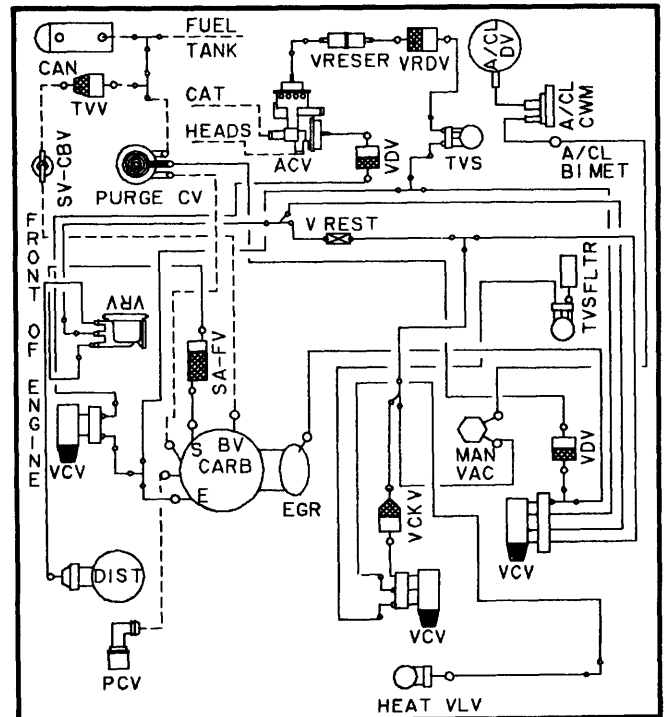 FUEL
TANK
CAN
TVV
CAT
HEADS
ACV
VRESER
VRDV
A/CL
DV
A/CL
CWM
A/CL
BIMET
SV-CBV
PURGE CV
VDV
TVS
V REST
FRONT OF ENGINE
VRV
SA-FV
TVSFLTR
VCV
S
BV
CARB
E
EGR
MAN
VAC
VDV
VCKV
VCV
DIST
VCV
PCV
HEAT VLV